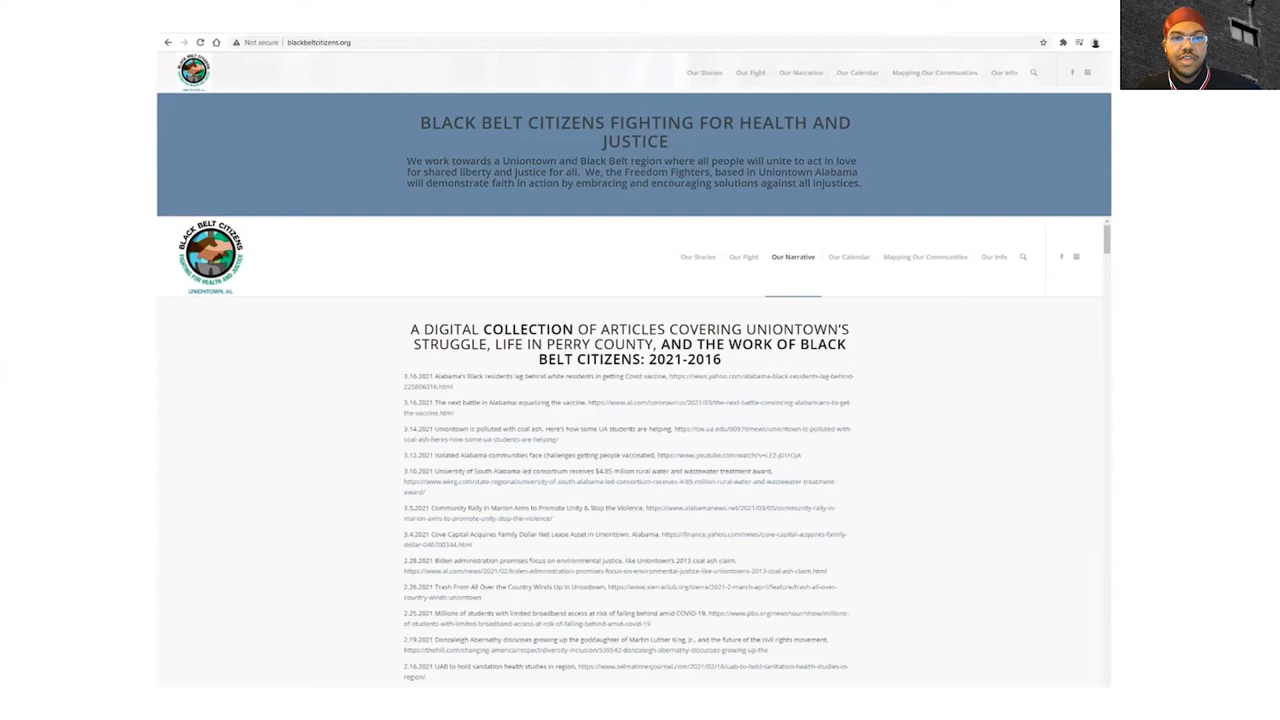 Not secure | blackbeltcitizens.org
BLACK BELT CITIZENS
Our Stories Our Fight Our Narrative Our Calendar Mapping Our Communities Our Info
BLACK BELT CITIZENS FIGHTING FOR HEALTH AND
JUSTICE
We work towards a Uniontown and Black Belt region where all people will unite to act in love
for shared liberty and justice for all. We, the Freedom Fighters, based in Uniontown Alabama
will demonstrate faith in action by embracing and encouraging solutions against all injustices.
BLACK BELT CITIZENS
FIGHTING FOR HEALTH AND JUSTICE
UNIONTOWN, AL
Our Stories Our Fight Our Narrative Our Calendar Mapping Our Communities Our Info
A DIGITAL COLLECTION OF ARTICLES COVERING UNIONTOWN'S
STRUGGLE, LIFE IN PERRY COUNTY, AND THE WORK OF BLACK
BELT CITIZENS: 2021-2016
3.16.2021 Alabama's Black residents lag behind white residents in getting Covid vaccine, https://news.yahoo.com/alabama-black-residents-lag-behind-
225806316.html
3.16.2021 The next battle in Alabama: equalizing the vaccine, https://www.al.com/coronavirus/2021/03/the-next-battle-convincing-alabamians-to-get-
the-vaccine.html
3.14.2021 Uniontown is polluted with coal ash. Here's how some UA students are helping, https://cw.ua.edu/80979/news/uniontown-is-polluted-with-
coal-ash-heres-how-some-ua-students-are-helping/
3.12.2021 Isolated Alabama communities face challenges getting people vaccinated,
3.10.2021 University of South Alabama-led consortium receives $4.85 million rural water and wastewater treatment award,
https://www.wkrg.com/state-regional/university-of-south-alabama-led-consortium-receives-4-85-million-rural-water-and-wastewater-treatment-
award/
3.5.2021 Community Rally in Marion Aims to Promote Unity & Stop the Violence, https://www.alabamanews.net/2021/03/05/community-rally-in-
marion-aims-to-promote-unity-stop-the-violence/
3.4.2021 Cove Capital Acquires Family Dollar Net Lease Asset in Uniontown, Alabama, https://finance.yahoo.com/news/cove-capital-acquires-family-
dollar-040700344.html
2.28.2021 Biden administration promises focus on environmental justice, like Uniontown's 2013 coal ash claim,
https://www.al.com/news/2021/02/biden-administration-promises-focus-on-environmental-justice-like-uniontowns-2013-coal-ash-claim.html
2.26.2021 Trash From All Over the Country Winds Up in Uniontown, https://www.sierraclub.org/sierra/2021-2-march-april/feature/trash-all-over-
country-winds-uniontown
2.25.2021 Millions of students with limited broadband access at risk of falling behind amid COVID-19, https://www.pbs.org/newshour/show/millions-
of-students-with-limited-broadband-access-at-risk-of-falling-behind-amid-covid-19
2.19.2021 Donzaleigh Abernathy discusses growing up the goddaughter of Martin Luther King, Jr., and the future of the civil rights movement,
https://thehill.com/changing-america/respect/diversity-inclusion/539542-donzaleigh-abernathy-discusses-growing-up-the
2.16.2021 UAB to hold sanitation health studies in region, https://www.selmatimesjournal.com/2021/02/16/uab-to-hold-sanitation-health-studies-in-
region/